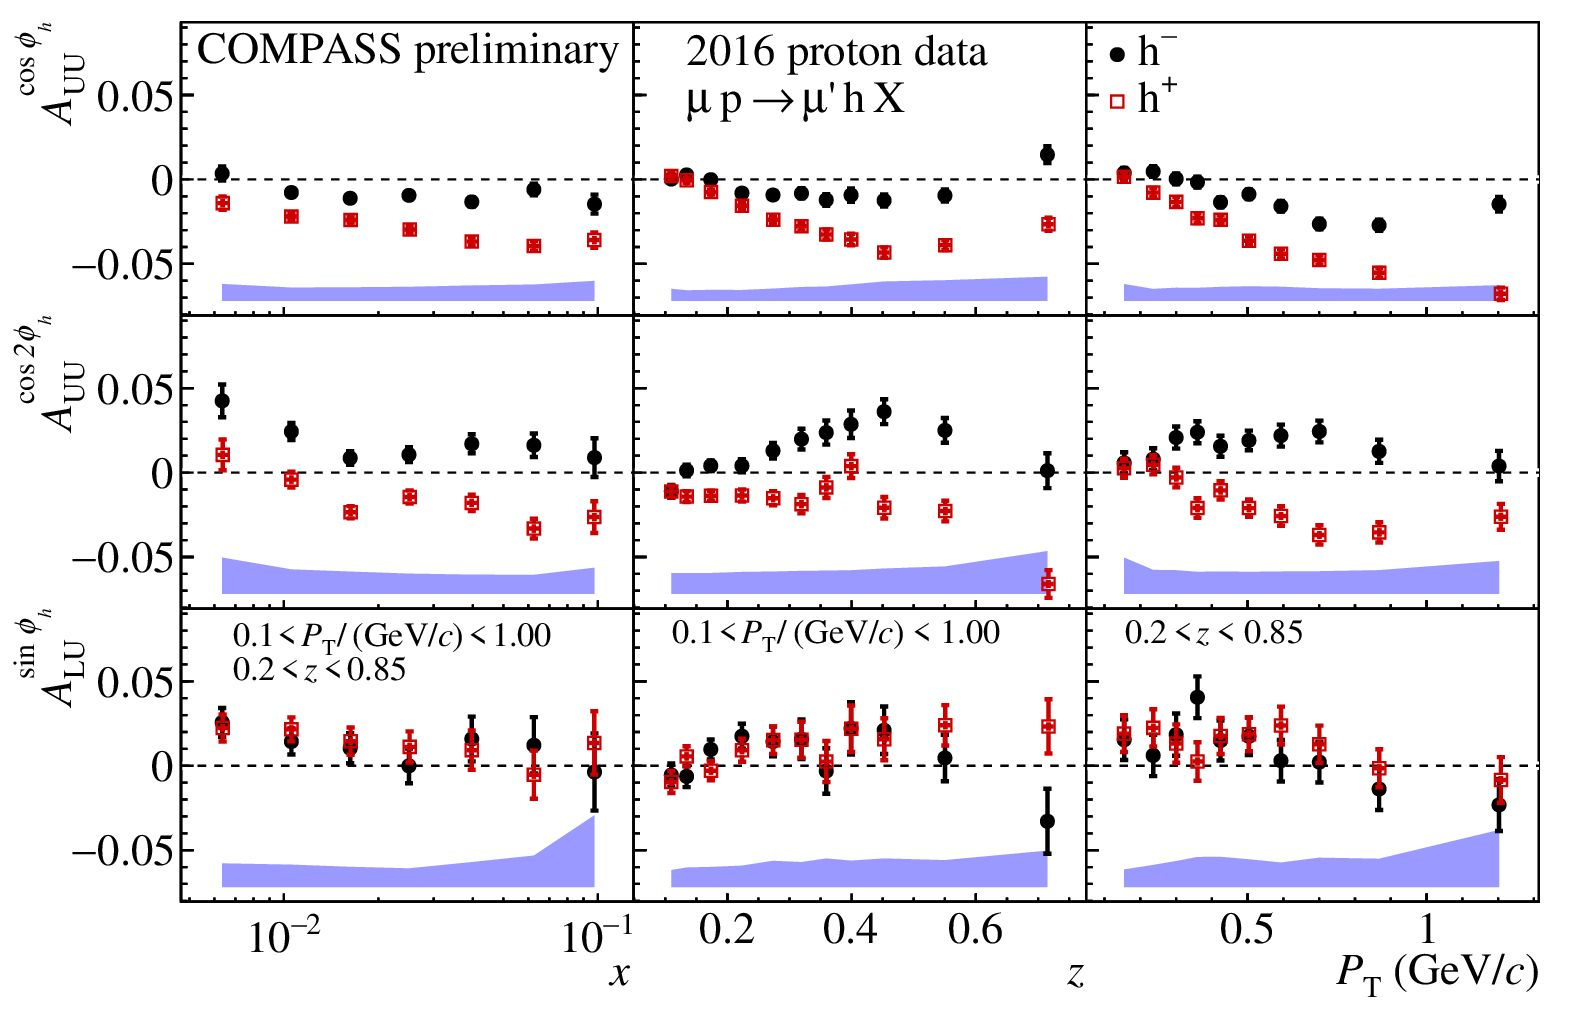 COMPASS preliminary
2016 proton data
μ p → μ' h X
h⁻
h⁺
A_UU^cos ϕ_h
0.05
0
−0.05
A_UU^cos 2ϕ_h
0.05
0
−0.05
A_LU^sin ϕ_h
0.1 < P_T / (GeV/c) < 1.00
0.2 < z < 0.85
0.1 < P_T / (GeV/c) < 1.00
0.2 < z < 0.85
0.05
0
−0.05
10⁻² 10⁻¹
0.2 0.4 0.6
0.5 1
x
z
P_T (GeV/c)